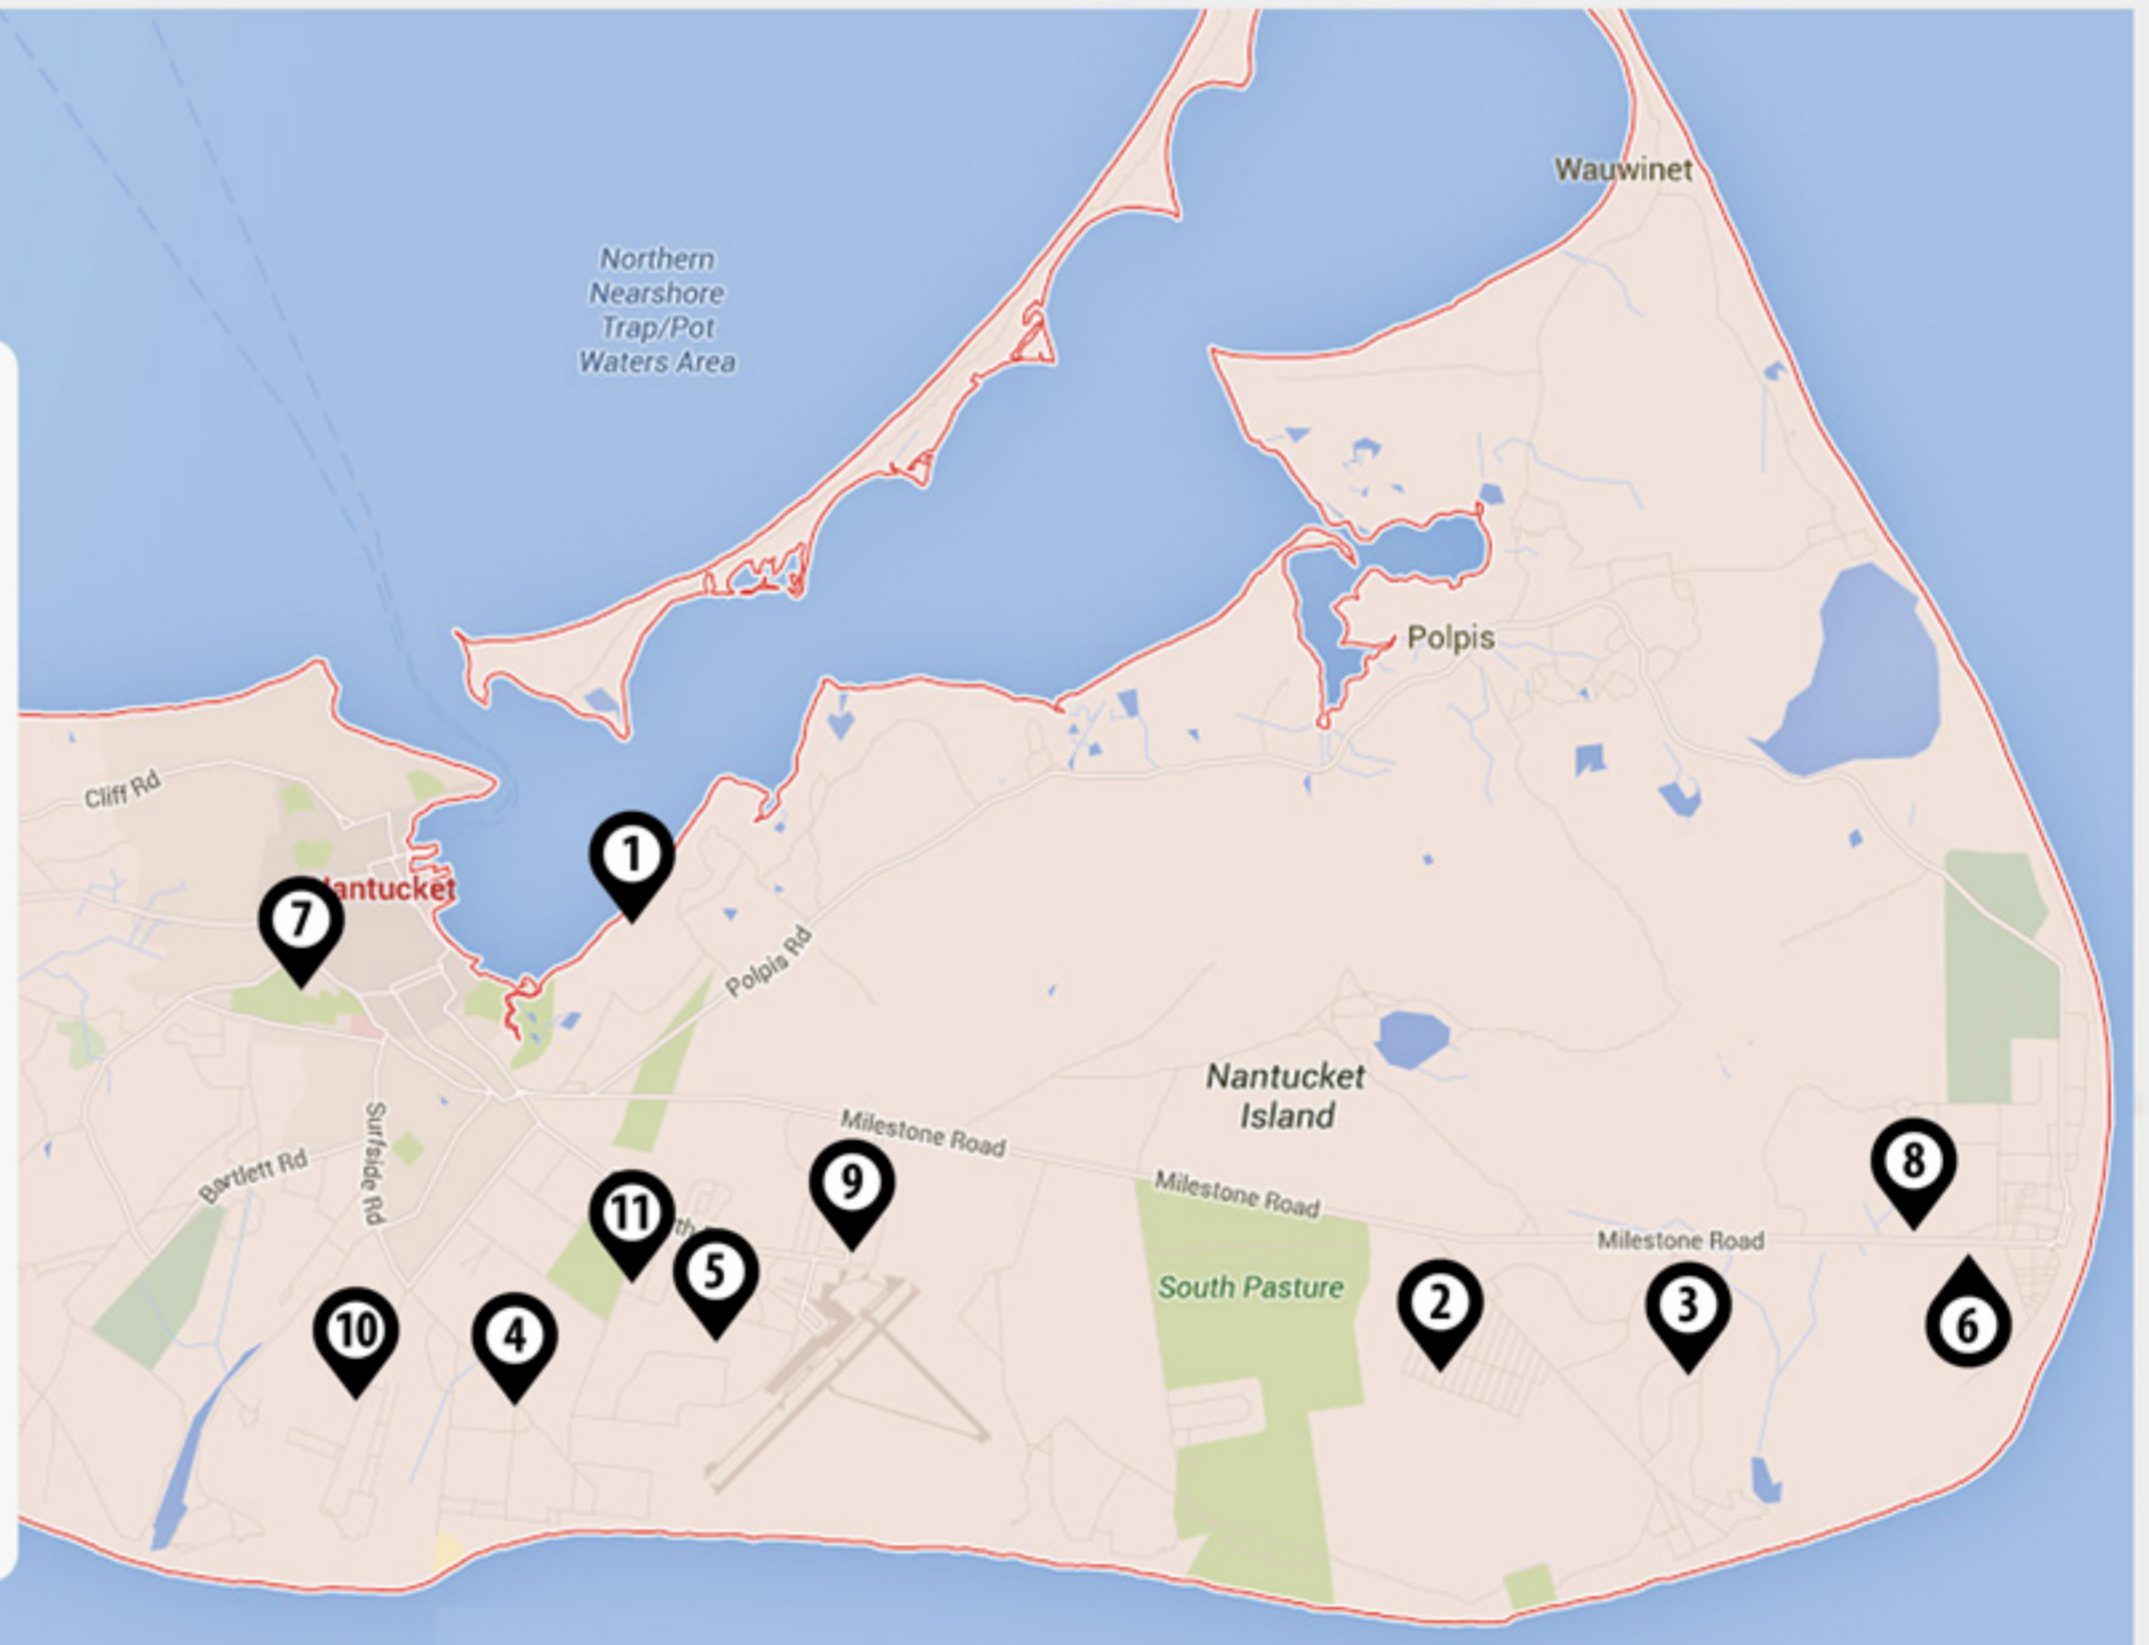 Wauwinet
Northern
Nearshore
Trap/Pot
Waters Area
Polpis
Cliff Rd
1
antucket
7
Polpis Rd
Nantucket
Island
Milestone Road
Surfside Rd
Bartlett Rd
8
9
Milestone Road
11
Milestone Road
5
South Pasture
2
3
6
10
4